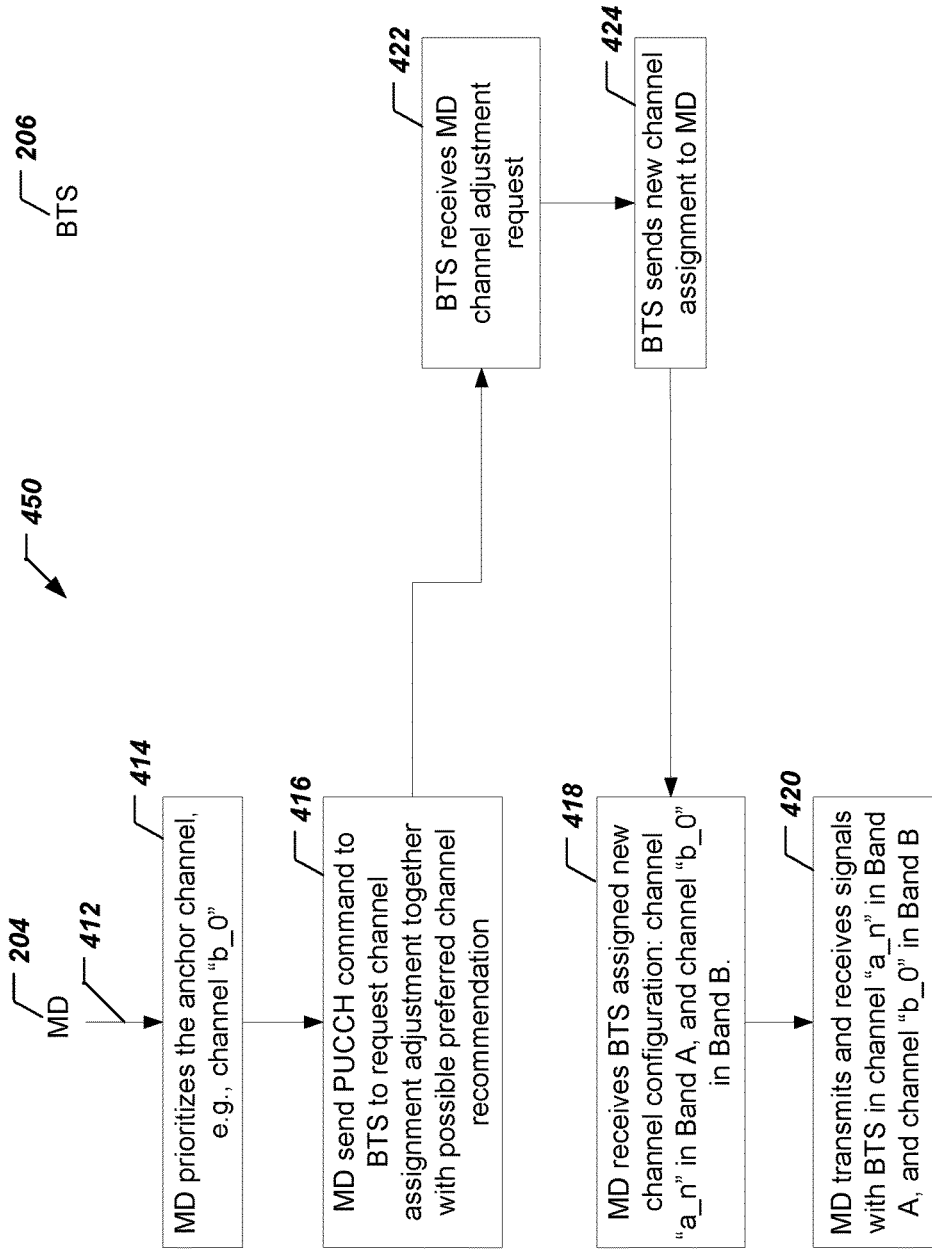 450
204
MD
206
BTS
412
414
MD prioritizes the anchor channel,
e.g., channel “b_0”
416
MD send PUCCH command to
BTS to request channel
assignment adjustment together
with possible preferred channel
recommendation
422
BTS receives MD
channel adjustment
request
424
BTS sends new channel
assignment to MD
418
MD receives BTS assigned new
channel configuration: channel
“a_n” in Band A, and channel “b_0”
in Band B.
420
MD transmits and receives signals
with BTS in channel “a_n” in Band
A, and channel “b_0” in Band B